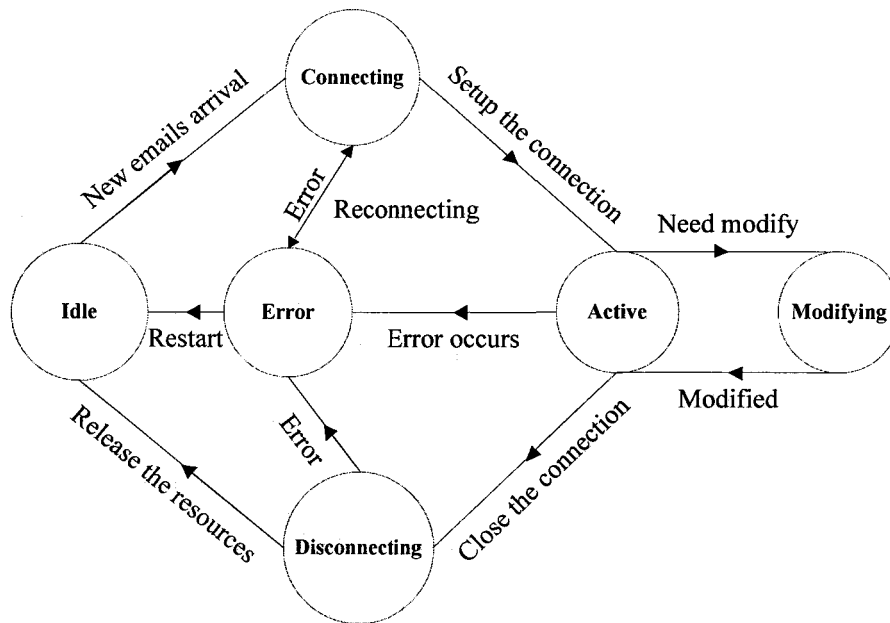 Connecting
New emails arrival
Setup the connection
Error
Reconnecting
Need modify
Idle
Error
Active
Modifying
Restart
Error occurs
Modified
Error
Release the resources
Close the connection
Disconnecting